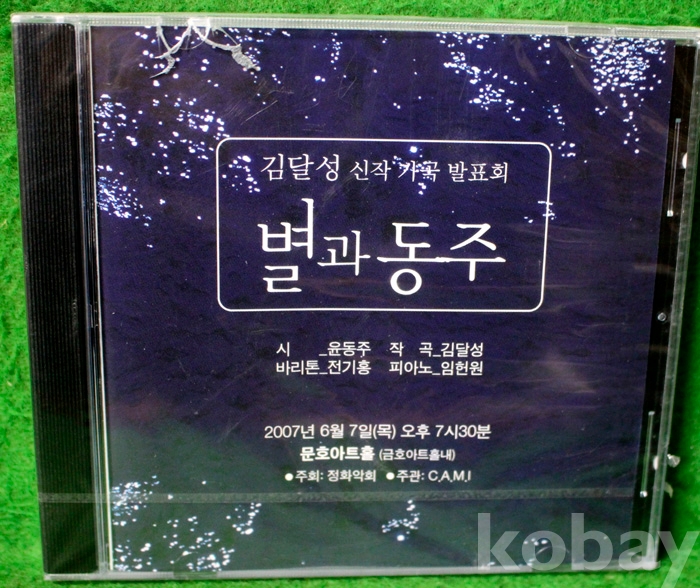 김달성 신작 가곡 발표회
별과 동주
시 _윤동주 작 곡_김달성
바리톤_전기홍 피아노_임헌원
2007년 6월 7일(목) 오후 7시30분
문호아트홀 (금호아트홀내)
●주최: 정화악회 ●주관: C.A.M.I
kobay